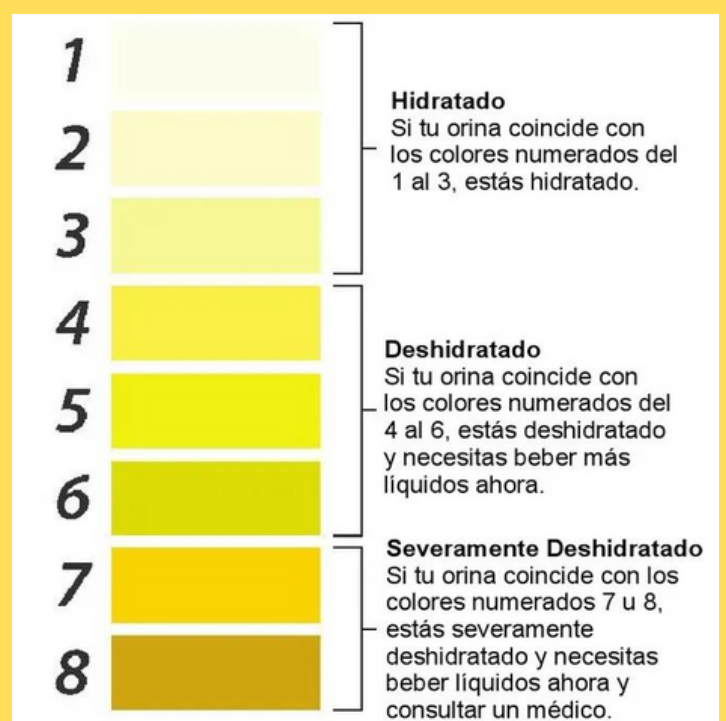 1
2
3
Hidratado
Si tu orina coincide con
los colores numerados del
1 al 3, estás hidratado.
4
5
6
Deshidratado
Si tu orina coincide con
los colores numerados del
4 al 6, estás deshidratado
y necesitas beber más
líquidos ahora.
7
8
Severamente Deshidratado
Si tu orina coincide con los
colores numerados 7 u 8,
estás severamente
deshidratado y necesitas
beber líquidos ahora y
consultar un médico.